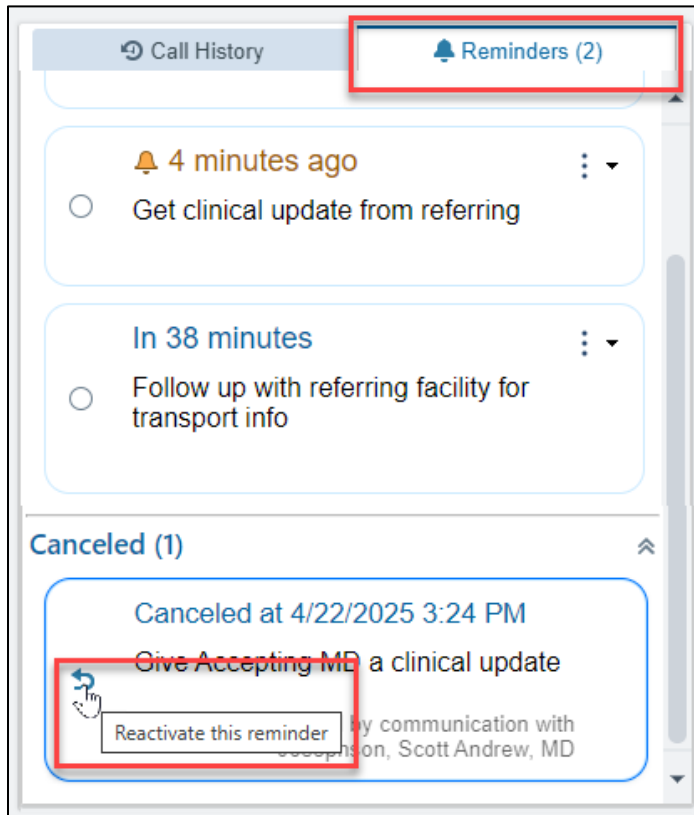 Call History
Reminders (2)
4 minutes ago
Get clinical update from referring
In 38 minutes
Follow up with referring facility for
transport info
Canceled (1)
Canceled at 4/22/2025 3:24 PM
Give Accepting MD a clinical update
Reactivate this reminder
by communication with
Scott Andrew, MD